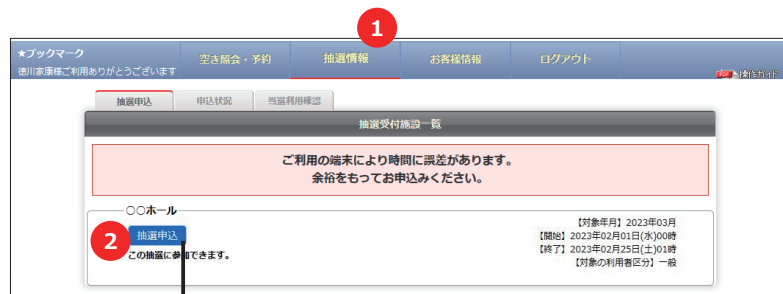 1
★ブックマーク
空き照会・予約
抽選情報
お客様情報
ログアウト
徳川家康様ご利用ありがとうございます
PDF 操作ガイド
抽選申込
申込状況
当選利用確認
抽選受付施設一覧
ご利用の端末により時間に誤差があります。
余裕をもってお申込みください。
○○ホール
2
抽選申込
この抽選に参加できます。
【対象年月】2023年03月
【開始】2023年02月01日(水)00時
【終了】2023年02月25日(土)01時
【対象の利用者区分】一般